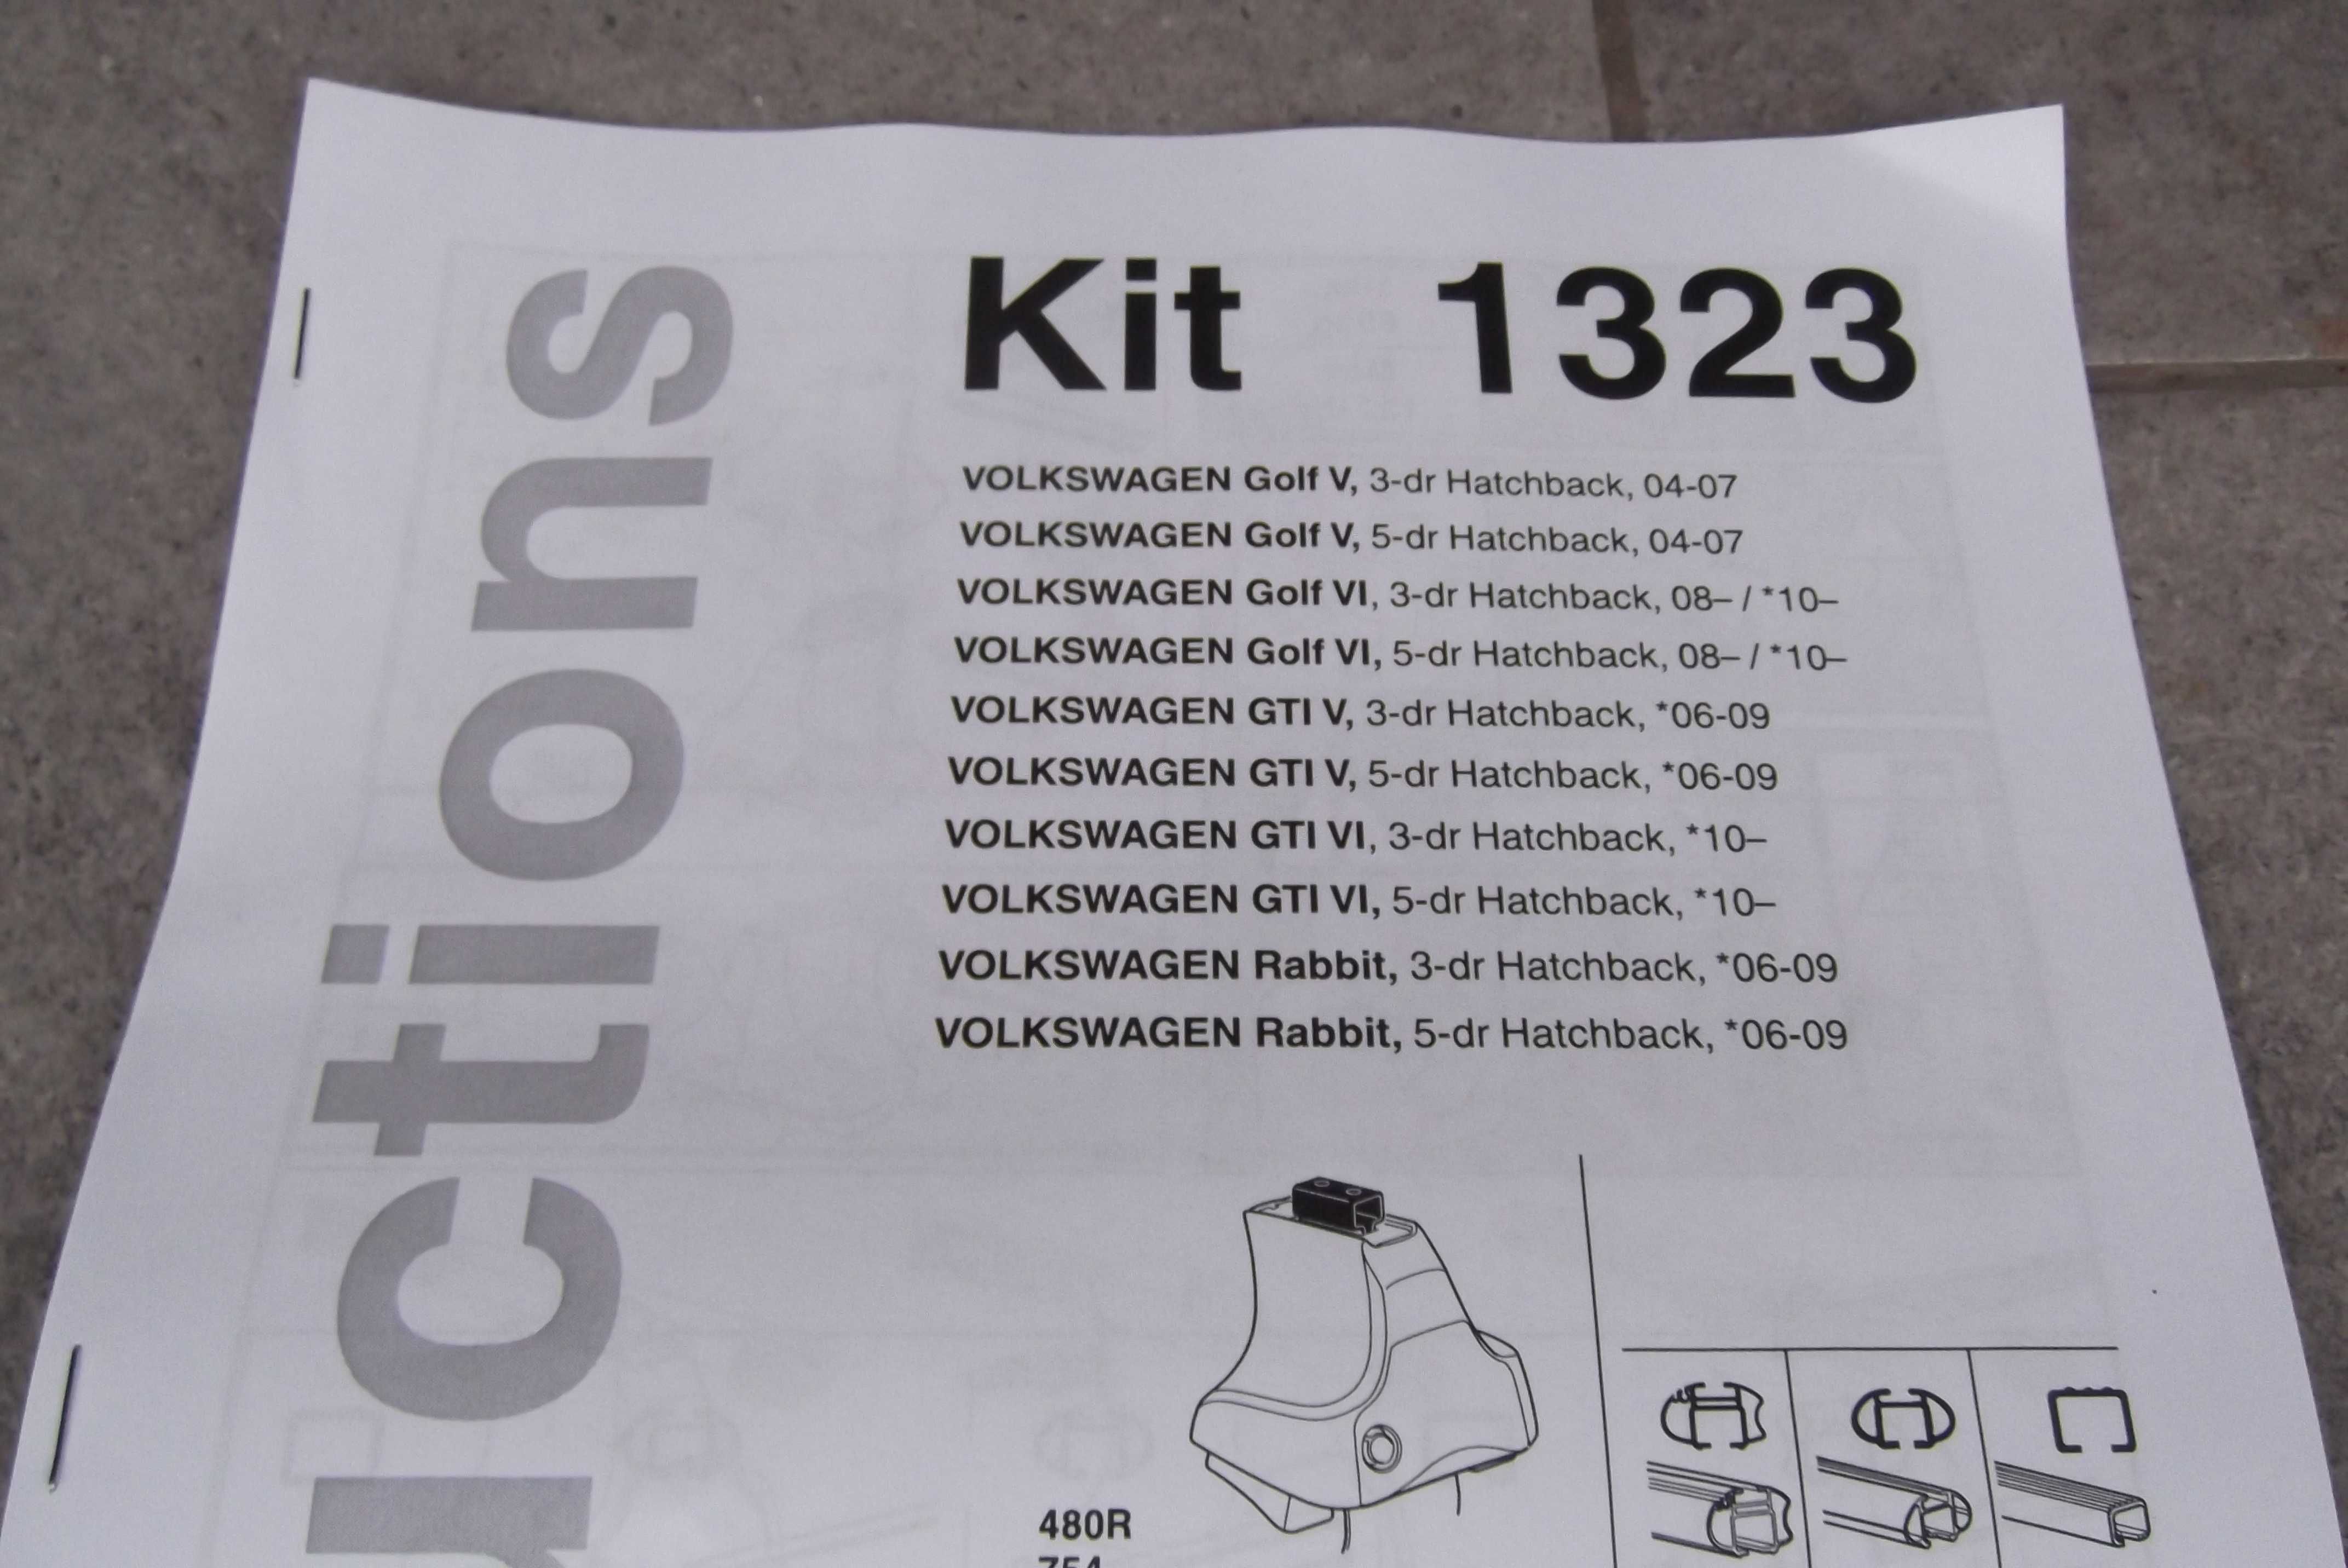 Kit 1323
VOLKSWAGEN Golf V, 3-dr Hatchback, 04-07
VOLKSWAGEN Golf V, 5-dr Hatchback, 04-07
VOLKSWAGEN Golf VI, 3-dr Hatchback, 08– / *10–
VOLKSWAGEN Golf VI, 5-dr Hatchback, 08– / *10–
VOLKSWAGEN GTI V, 3-dr Hatchback, *06-09
VOLKSWAGEN GTI V, 5-dr Hatchback, *06-09
VOLKSWAGEN GTI VI, 3-dr Hatchback, *10–
VOLKSWAGEN GTI VI, 5-dr Hatchback, *10–
VOLKSWAGEN Rabbit, 3-dr Hatchback, *06-09
VOLKSWAGEN Rabbit, 5-dr Hatchback, *06-09
uctions
480R
754